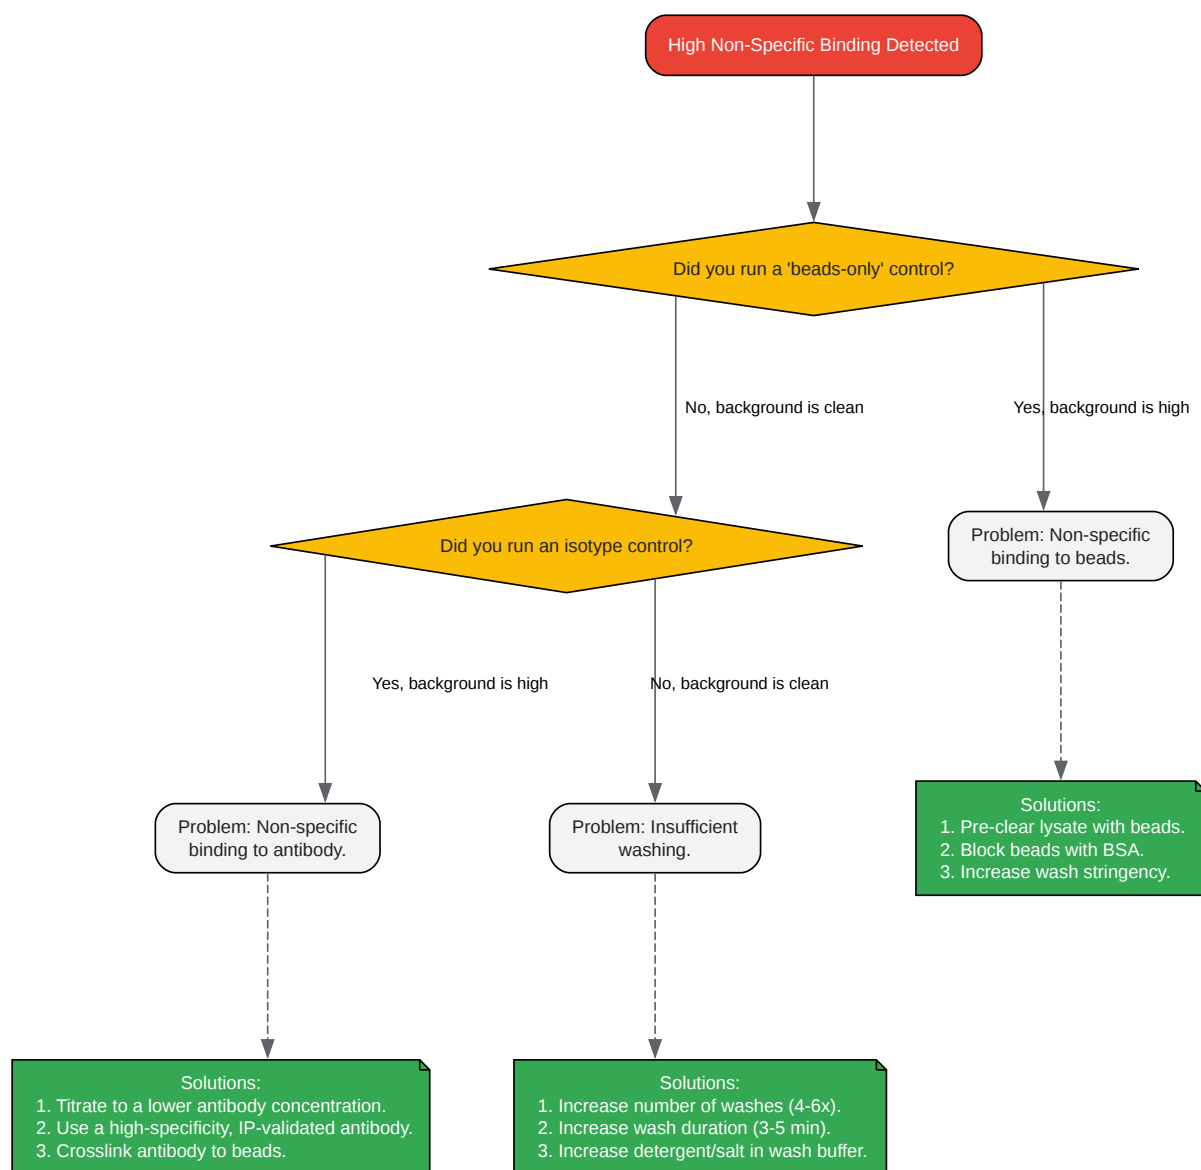 High Non-Specific Binding Detected
Did you run a 'beads-only' control?
No, background is clean
Yes, background is high
Did you run an isotype control?
Problem: Non-specific
binding to beads.
Yes, background is high
No, background is clean
Solutions:
1. Pre-clear lysate with beads.
2. Block beads with BSA.
3. Increase wash stringency.
Problem: Non-specific
binding to antibody.
Problem: Insufficient
washing.
Solutions:
1. Titrate to a lower antibody concentration.
2. Use a high-specificity, IP-validated antibody.
3. Crosslink antibody to beads.
Solutions:
1. Increase number of washes (4-6x).
2. Increase wash duration (3-5 min).
3. Increase detergent/salt in wash buffer.